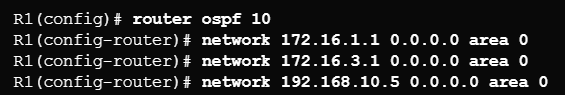 R1(config)# router ospf 10
R1(config-router)# network 172.16.1.1 0.0.0.0 area 0
R1(config-router)# network 172.16.3.1 0.0.0.0 area 0
R1(config-router)# network 192.168.10.5 0.0.0.0 area 0